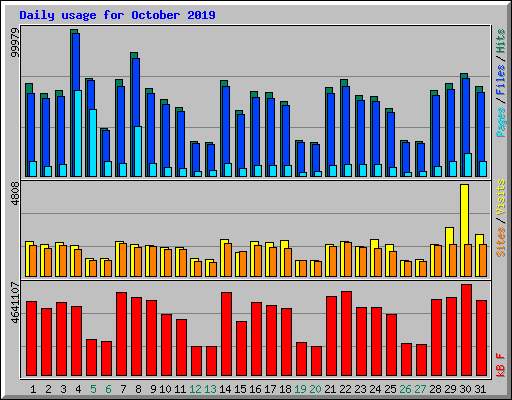 Daily usage for October 2019
99979
Pages / Files / Hits
4808
Sites / Visits
4641107
kB F
1 2 3 4 5 6 7 8 9 10 11 12 13 14 15 16 17 18 19 20 21 22 23 24 25 26 27 28 29 30 31